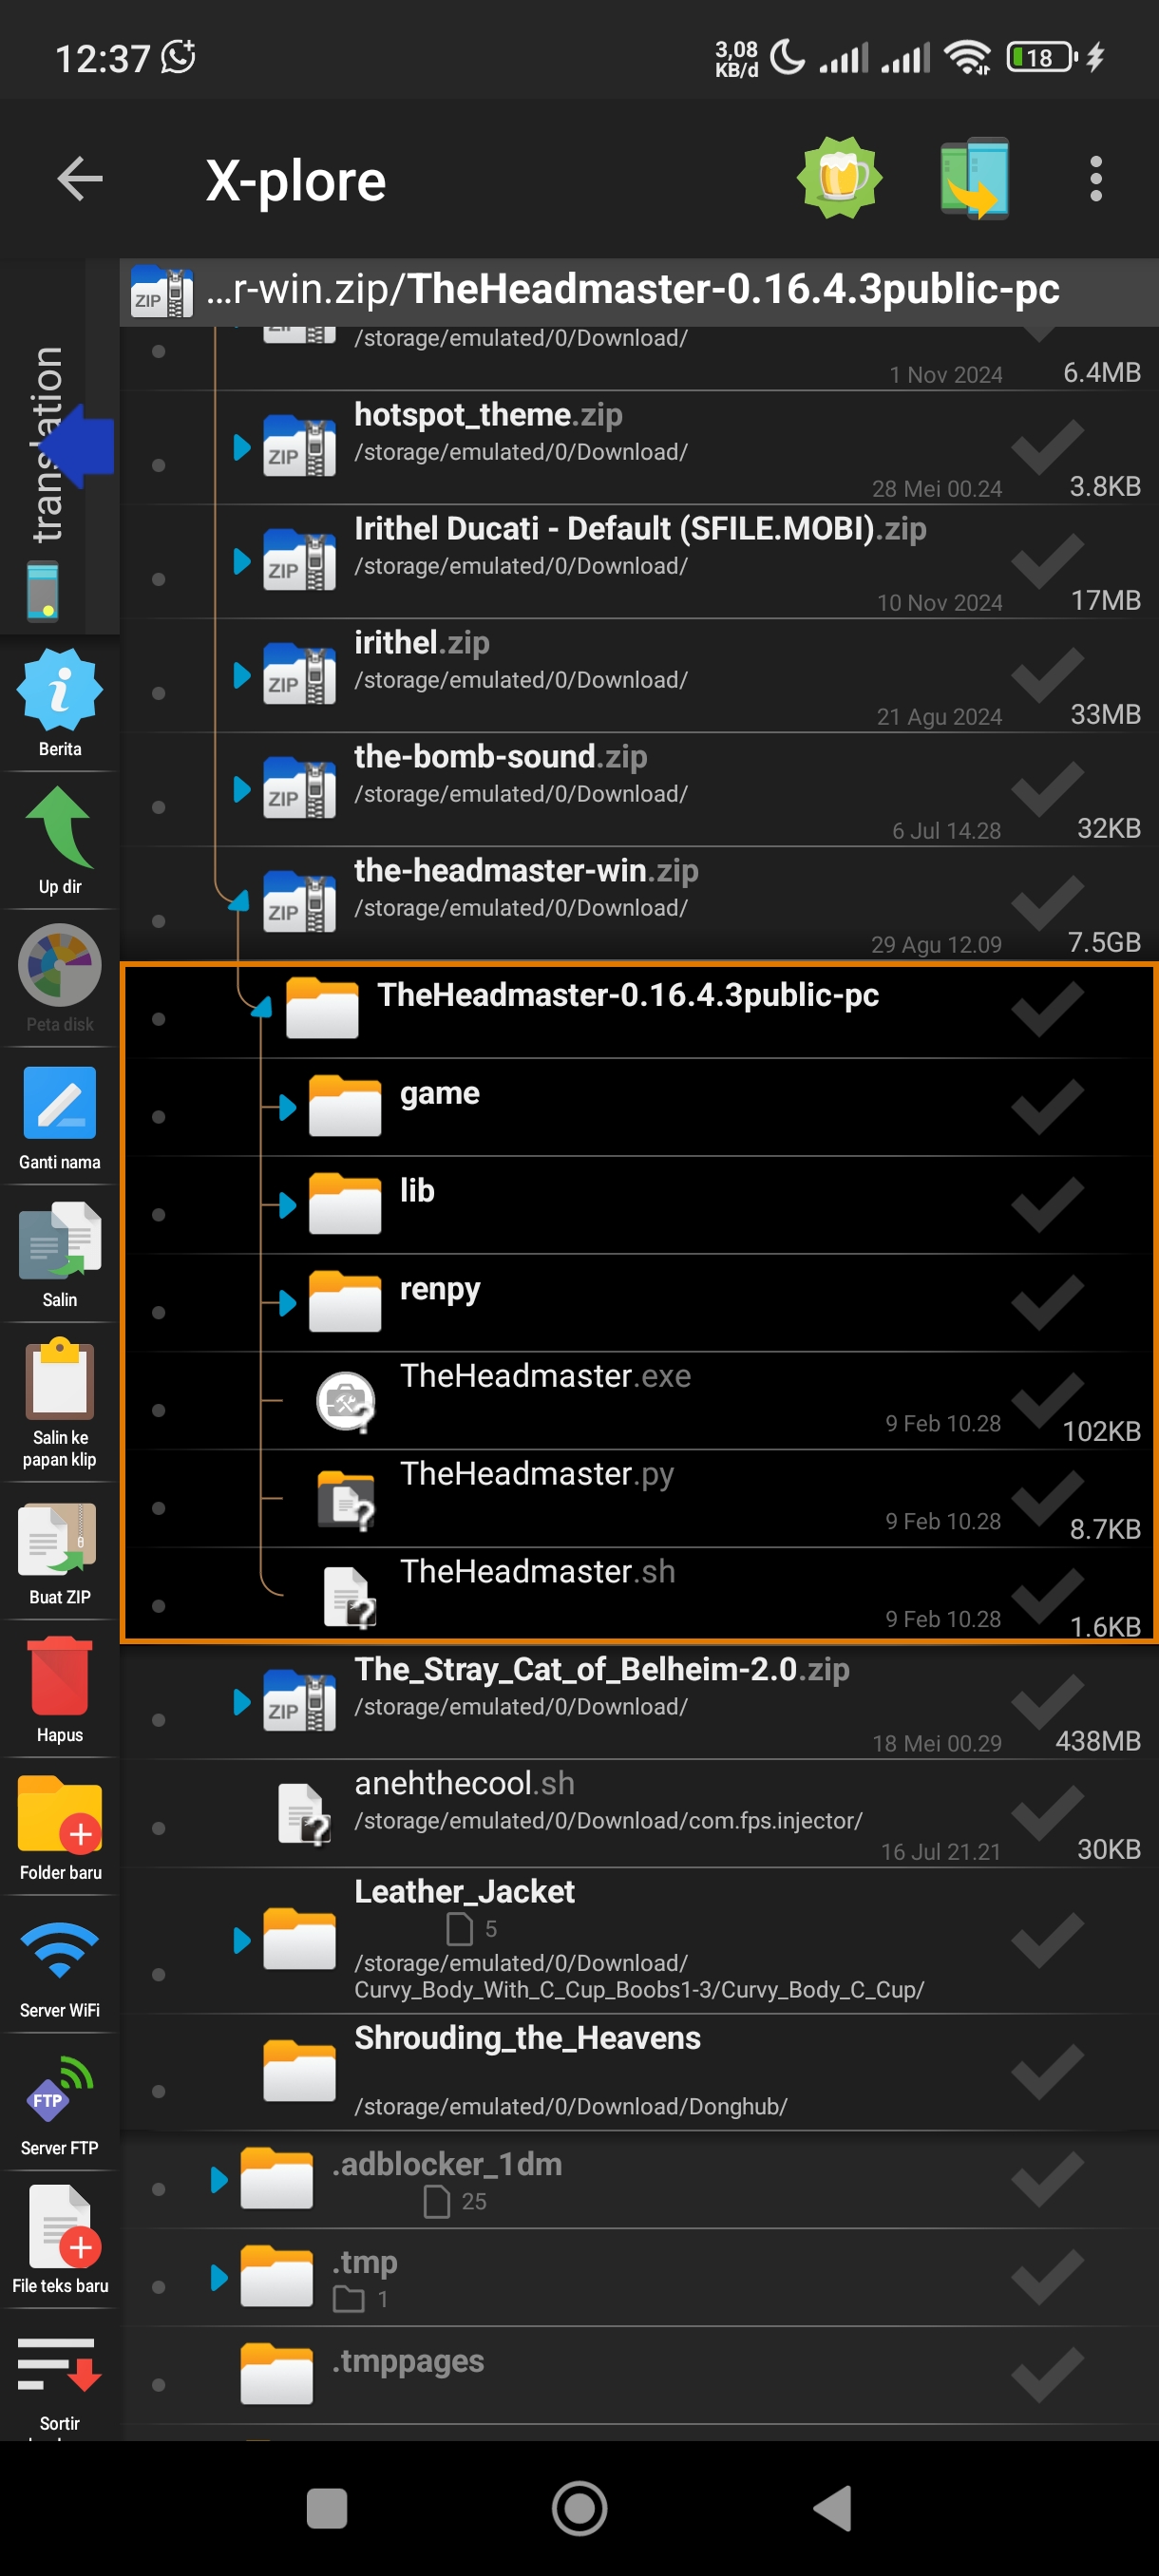 12:37
3,08
KB/d
18
X-plore
...r-win.zip/TheHeadmaster-0.16.4.3public-pc
translation
/storage/emulated/0/Download/
1 Nov 2024
6.4MB
ZIP
hotspot_theme.zip
/storage/emulated/0/Download/
28 Mei 00.24
3.8KB
ZIP
Irithel Ducati - Default (SFILE.MOBI).zip
/storage/emulated/0/Download/
10 Nov 2024
17MB
ZIP
irithel.zip
/storage/emulated/0/Download/
21 Agu 2024
33MB
ZIP
the-bomb-sound.zip
/storage/emulated/0/Download/
6 Jul 14.28
32KB
ZIP
the-headmaster-win.zip
/storage/emulated/0/Download/
29 Agu 12.09
7.5GB
TheHeadmaster-0.16.4.3public-pc
game
lib
renpy
TheHeadmaster.exe
9 Feb 10.28
102KB
TheHeadmaster.py
9 Feb 10.28
8.7KB
TheHeadmaster.sh
9 Feb 10.28
1.6KB
ZIP
The_Stray_Cat_of_Belheim-2.0.zip
/storage/emulated/0/Download/
18 Mei 00.29
438MB
anehthecool.sh
/storage/emulated/0/Download/com.fps.injector/
16 Jul 21.21
30KB
Leather_Jacket
5
/storage/emulated/0/Download/
Curvy_Body_With_C_Cup_Boobs1-3/Curvy_Body_C_Cup/
Shrouding_the_Heavens
/storage/emulated/0/Download/Donghub/
.adblocker_1dm
25
.tmp
1
.tmppages
Berita
Up dir
Peta disk
Ganti nama
Salin
Salin ke
papan klip
Buat ZIP
Hapus
Folder baru
Server WiFi
FTP
Server FTP
File teks baru
Sortir